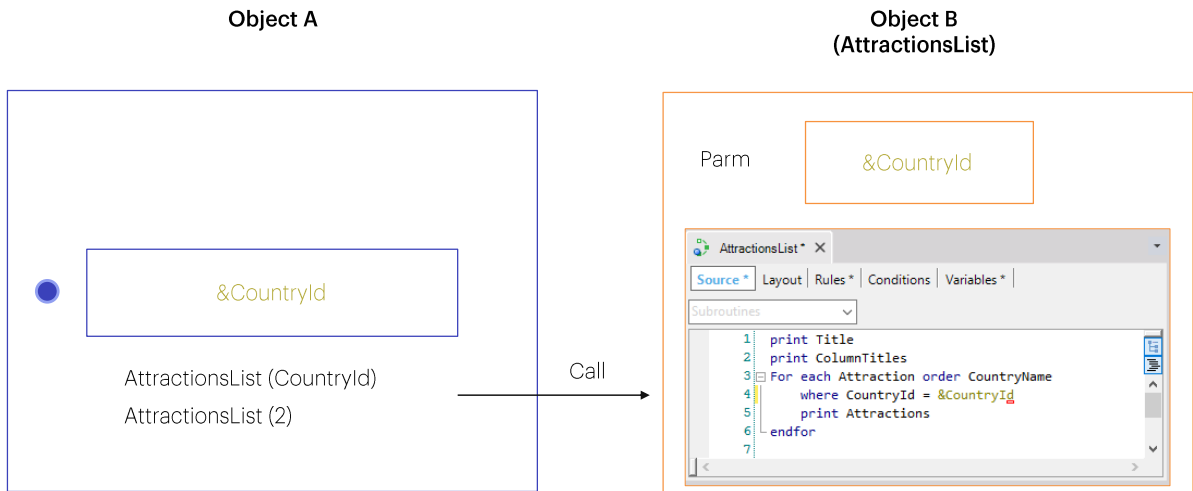 Object A
Object B
(AttractionsList)
&CountryId
AttractionsList (CountryId)
AttractionsList (2)
Call
Parm
&CountryId
AttractionsList *
Source * Layout Rules * Conditions Variables *
Subroutines
1 print Title
2 print ColumnTitles
3 For each Attraction order CountryName
4 where CountryId = &CountryId
5 print Attractions
6 endfor
7